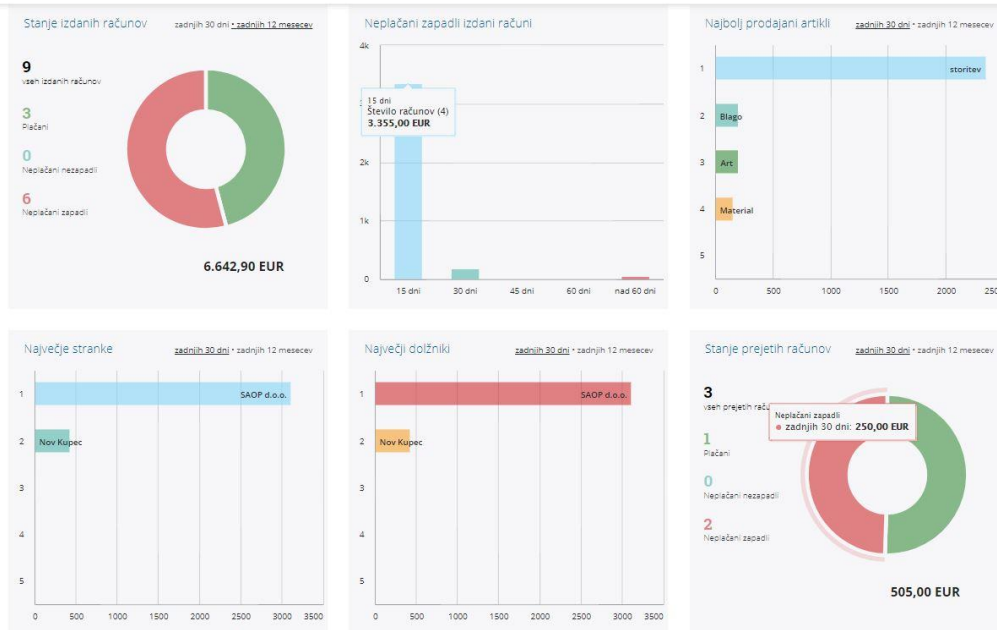 Stanje izdanih računov
zadnjih 30 dni • zadnjih 12 mesecev
9
vseh izdanih računov
3
Plačani
0
Neplačani nezapadli
6
Neplačani zapadli
6.642,90 EUR
Neplačani zapadli izdani računi
4k
15 dni
Število računov (4)
3.355,00 EUR
2k
1k
0
15 dni 30 dni 45 dni 60 dni nad 60 dni
Najbolj prodajani artikli
zadnjih 30 dni • zadnjih 12 mesecev
1 storitev
2 Blago
3 Art
4 Material
5
0 500 1000 1500 2000
Največje stranke
zadnjih 30 dni • zadnjih 12 mesecev
1 SAOP d.o.o.
2 Nov Kupec
3
4
5
0 500 1000 1500 2000 2500 3000 3500
Največji dolžniki
zadnjih 30 dni • zadnjih 12 mesecev
1 SAOP d.o.o.
2 Nov Kupec
3
4
5
0 500 1000 1500 2000 2500 3000 3500
Stanje prejetih računov
zadnjih 30 dni • zadnjih 12 mesecev
3
vseh prejetih
Neplačani zapadli
zadnjih 30 dni: 250,00 EUR
1
Plačani
0
Neplačani nezapadli
2
Neplačani zapadli
505,00 EUR